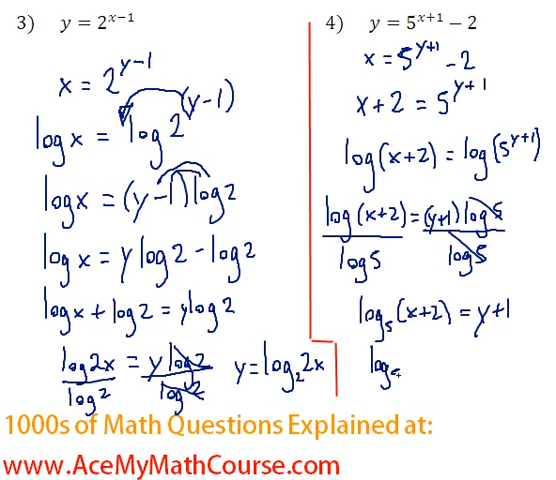 3) y = 2^(x−1)
x = 2^(y−1)
log x = log 2^(y−1)
log x = (y−1) log 2
log x = y log 2 − log 2
log x + log 2 = y log 2
log 2x / log 2 = y log 2 / log 2 y = log₂ 2x
4) y = 5^(x+1) − 2
x = 5^(y+1) − 2
x + 2 = 5^(y+1)
log (x+2) = log (5^(y+1))
log (x+2) / log 5 = (y+1) log 5 / log 5
log₅ (x+2) = y+1
log₅
1000s of Math Questions Explained at:
www.AceMyMathCourse.com